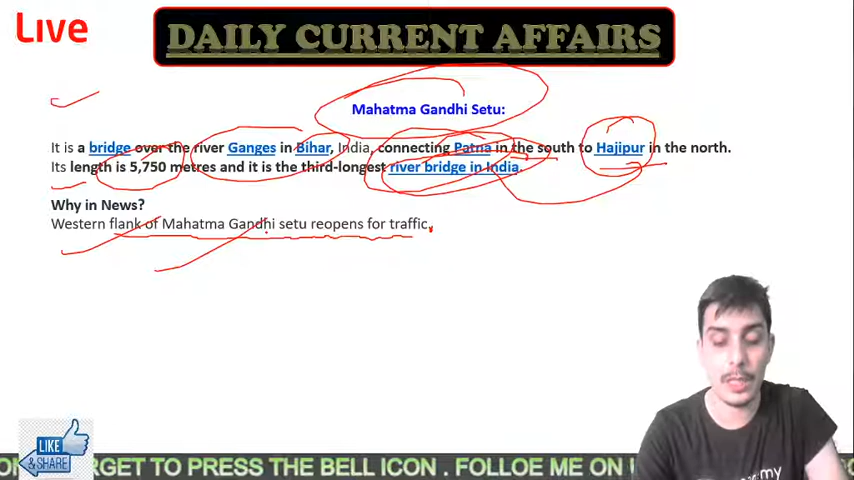 Live
DAILY CURRENT AFFAIRS
Mahatma Gandhi Setu:
It is a bridge over the river Ganges in Bihar, India, connecting Patna in the south to Hajipur in the north.
Its length is 5,750 metres and it is the third-longest river bridge in India.
Why in News?
Western flank of Mahatma Gandhi setu reopens for traffic.
LIKE
& SHARE
RGET TO PRESS THE BELL ICON . FOLLOE ME ON